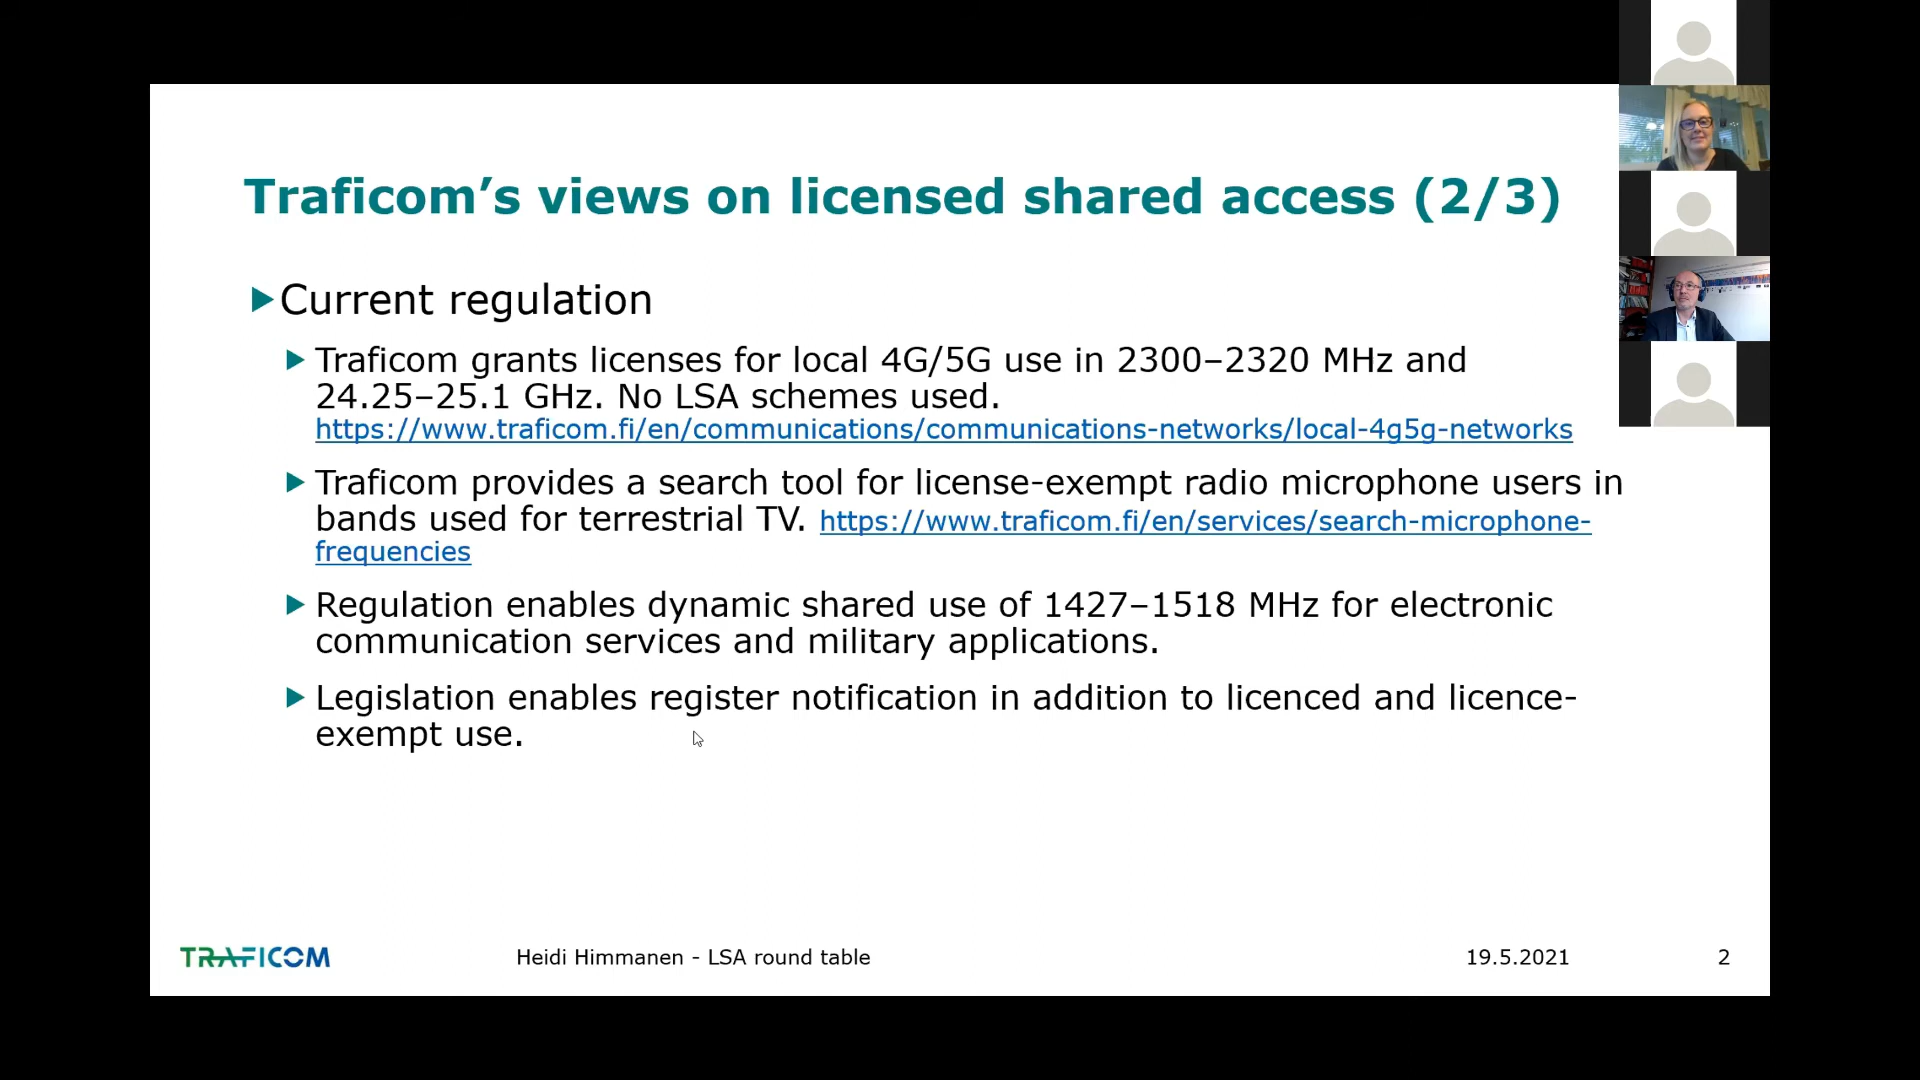 Traficom’s views on licensed shared access (2/3)
Current regulation
Traficom grants licenses for local 4G/5G use in 2300–2320 MHz and
24.25–25.1 GHz. No LSA schemes used.
https://www.traficom.fi/en/communications/communications-networks/local-4g5g-networks
Traficom provides a search tool for license-exempt radio microphone users in
bands used for terrestrial TV. https://www.traficom.fi/en/services/search-microphone-
frequencies
Regulation enables dynamic shared use of 1427–1518 MHz for electronic
communication services and military applications.
Legislation enables register notification in addition to licenced and licence-
exempt use.
TRAFICOM
Heidi Himmanen - LSA round table
19.5.2021
2